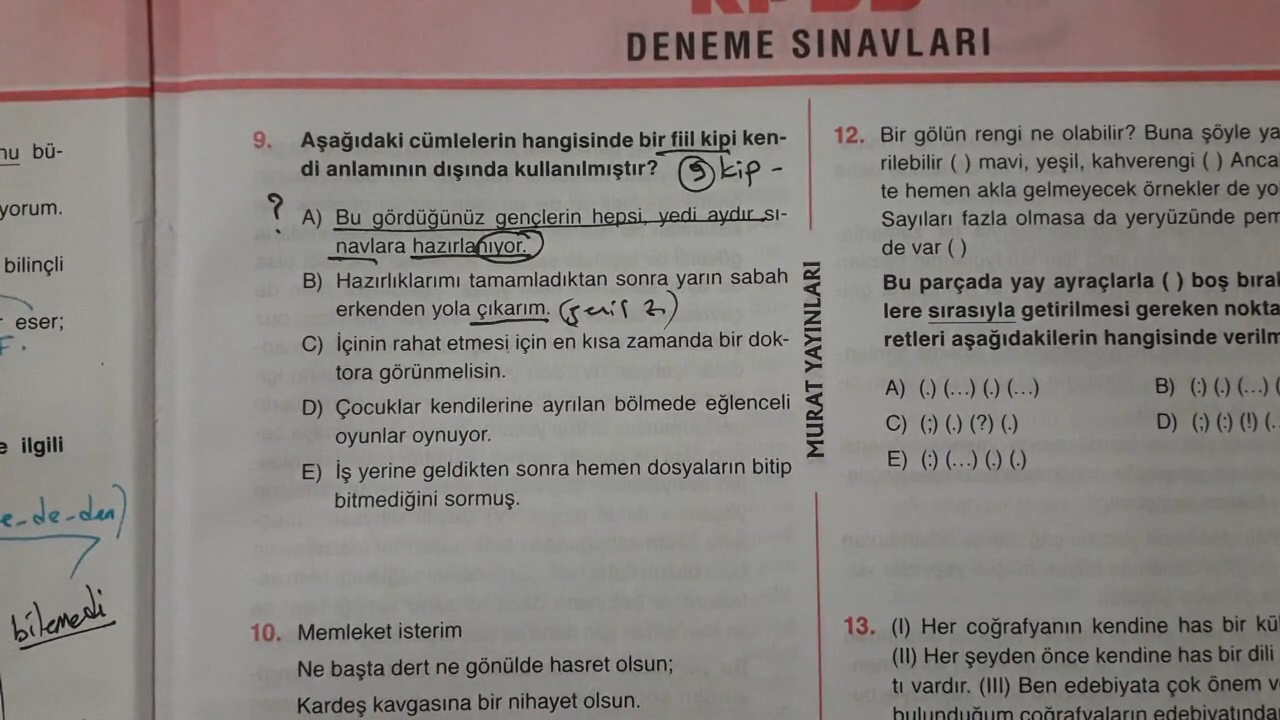 DENEME SINAVLARI
nu bü-
yorum.
bilinçli
eser;
F.
e ilgili
e-de-den)
bilemedi
9. Aşağıdaki cümlelerin hangisinde bir fiil kipi ken-
di anlamının dışında kullanılmıştır? 9 kip -
?
A) Bu gördüğünüz gençlerin hepsi, yedi aydır sı-
navlara hazırlanıyor.
B) Hazırlıklarımı tamamladıktan sonra yarın sabah
erkenden yola çıkarım. (geniş z)
C) İçinin rahat etmesi için en kısa zamanda bir dok-
tora görünmelisin.
D) Çocuklar kendilerine ayrılan bölmede eğlenceli
oyunlar oynuyor.
E) İş yerine geldikten sonra hemen dosyaların bitip
bitmediğini sormuş.
10. Memleket isterim
Ne başta dert ne gönülde hasret olsun;
Kardeş kavgasına bir nihayet olsun.
MURAT YAYINLARI
12. Bir gölün rengi ne olabilir? Buna şöyle ya
rilebilir ( ) mavi, yeşil, kahverengi ( ) Anca
te hemen akla gelmeyecek örnekler de yo
Sayıları fazla olmasa da yeryüzünde pem
de var ( )
Bu parçada yay ayraçlarla ( ) boş bıral
lere sırasıyla getirilmesi gereken nokta
retleri aşağıdakilerin hangisinde verilm
A) (.) (...) (.) (...)
B) (:) (.) (...) (
C) (;) (.) (?) (.)
D) (;) (:) (!) (.
E) (:) (...) (.) (.)
13. (I) Her coğrafyanın kendine has bir kü
(II) Her şeyden önce kendine has bir dili
tı vardır. (III) Ben edebiyata çok önem v
bulunduğum coğrafyaların edebiyatında